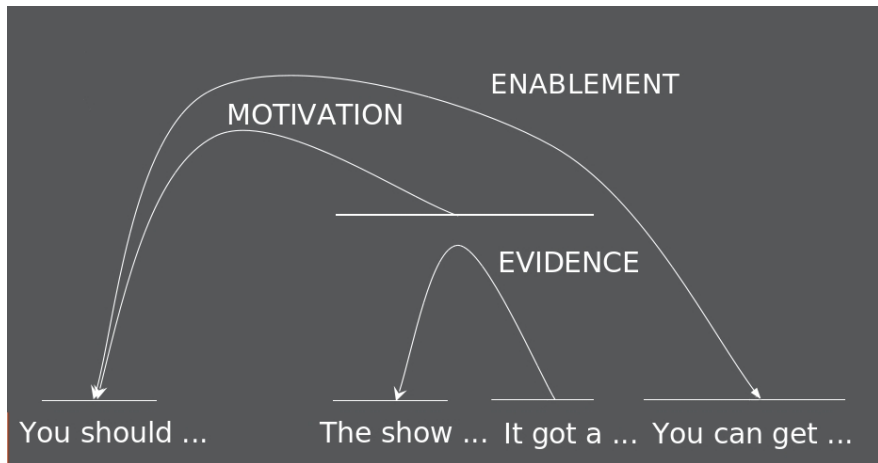 ENABLEMENT
MOTIVATION
EVIDENCE
You should ...
The show ...
It got a ...
You can get ...